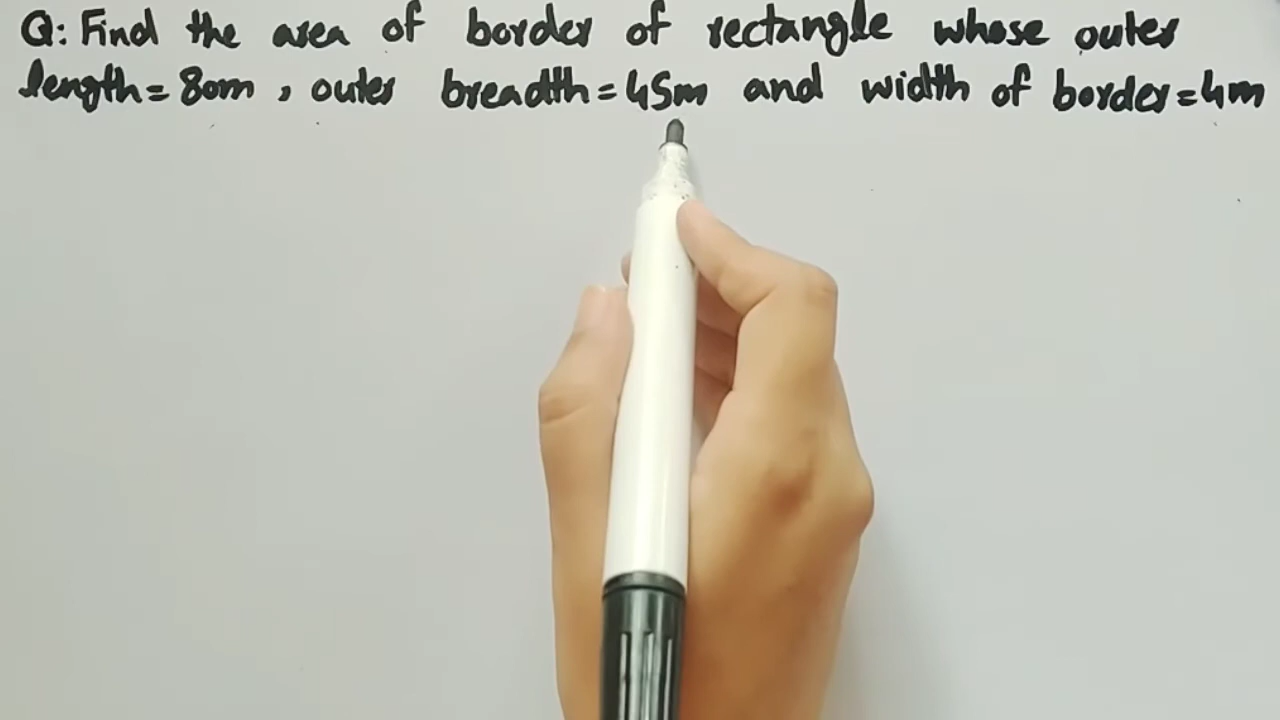 Q: Find the area of border of rectangle whose outer
length = 80m , outer breadth = 45m and width of border = 4m